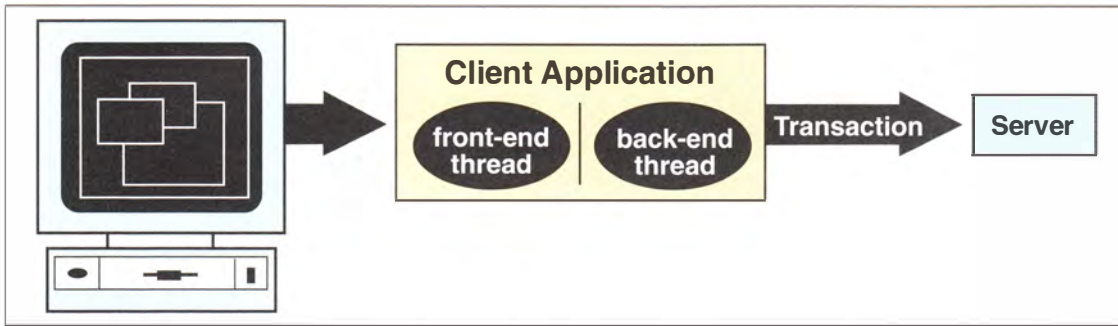 Client Application
front-end
thread
back-end
thread
Transaction
Server